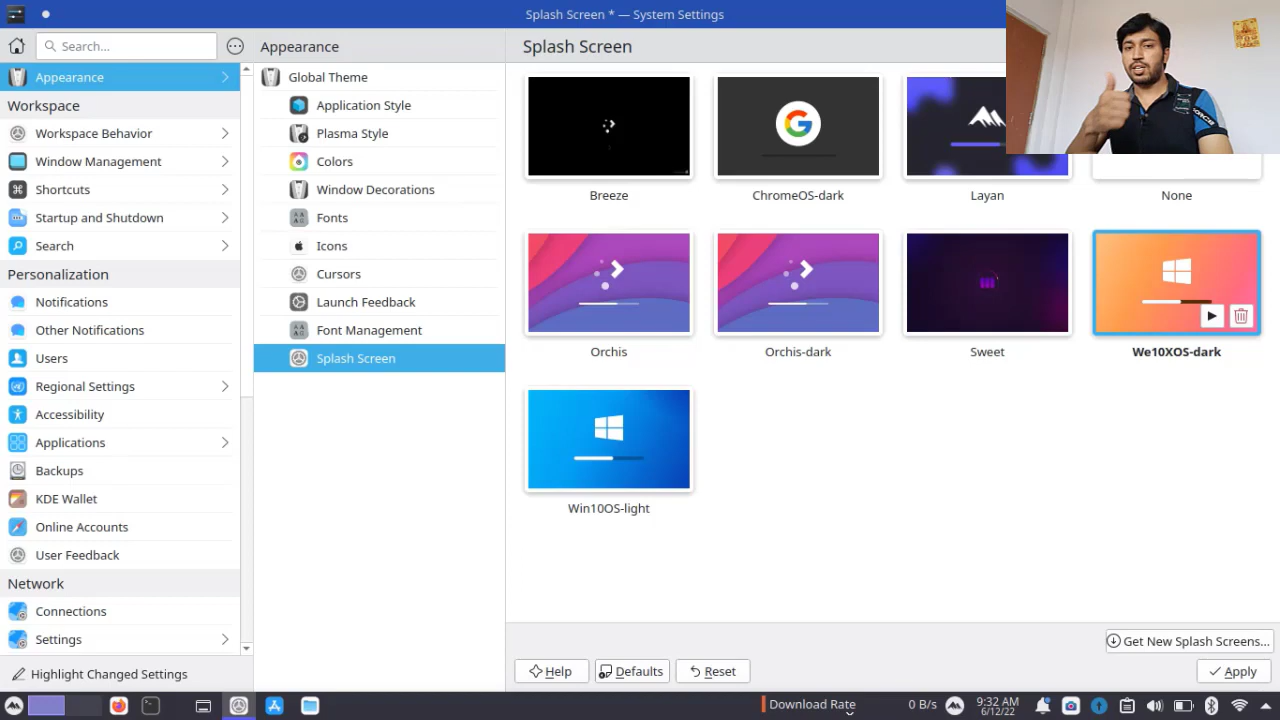 Splash Screen * — System Settings
Search...
Appearance
Splash Screen
Appearance
Workspace
Workspace Behavior
Window Management
Shortcuts
Startup and Shutdown
Search
Personalization
Notifications
Other Notifications
Users
Regional Settings
Accessibility
Applications
Backups
KDE Wallet
Online Accounts
User Feedback
Network
Connections
Settings
Highlight Changed Settings
Global Theme
Application Style
Plasma Style
Colors
Window Decorations
Fonts
Icons
Cursors
Launch Feedback
Font Management
Splash Screen
Breeze
ChromeOS-dark
Layan
None
Orchis
Orchis-dark
Sweet
We10XOS-dark
Win10OS-light
Get New Splash Screens...
Help
Defaults
Reset
Apply
Download Rate
0 B/s
9:32 AM
6/12/22